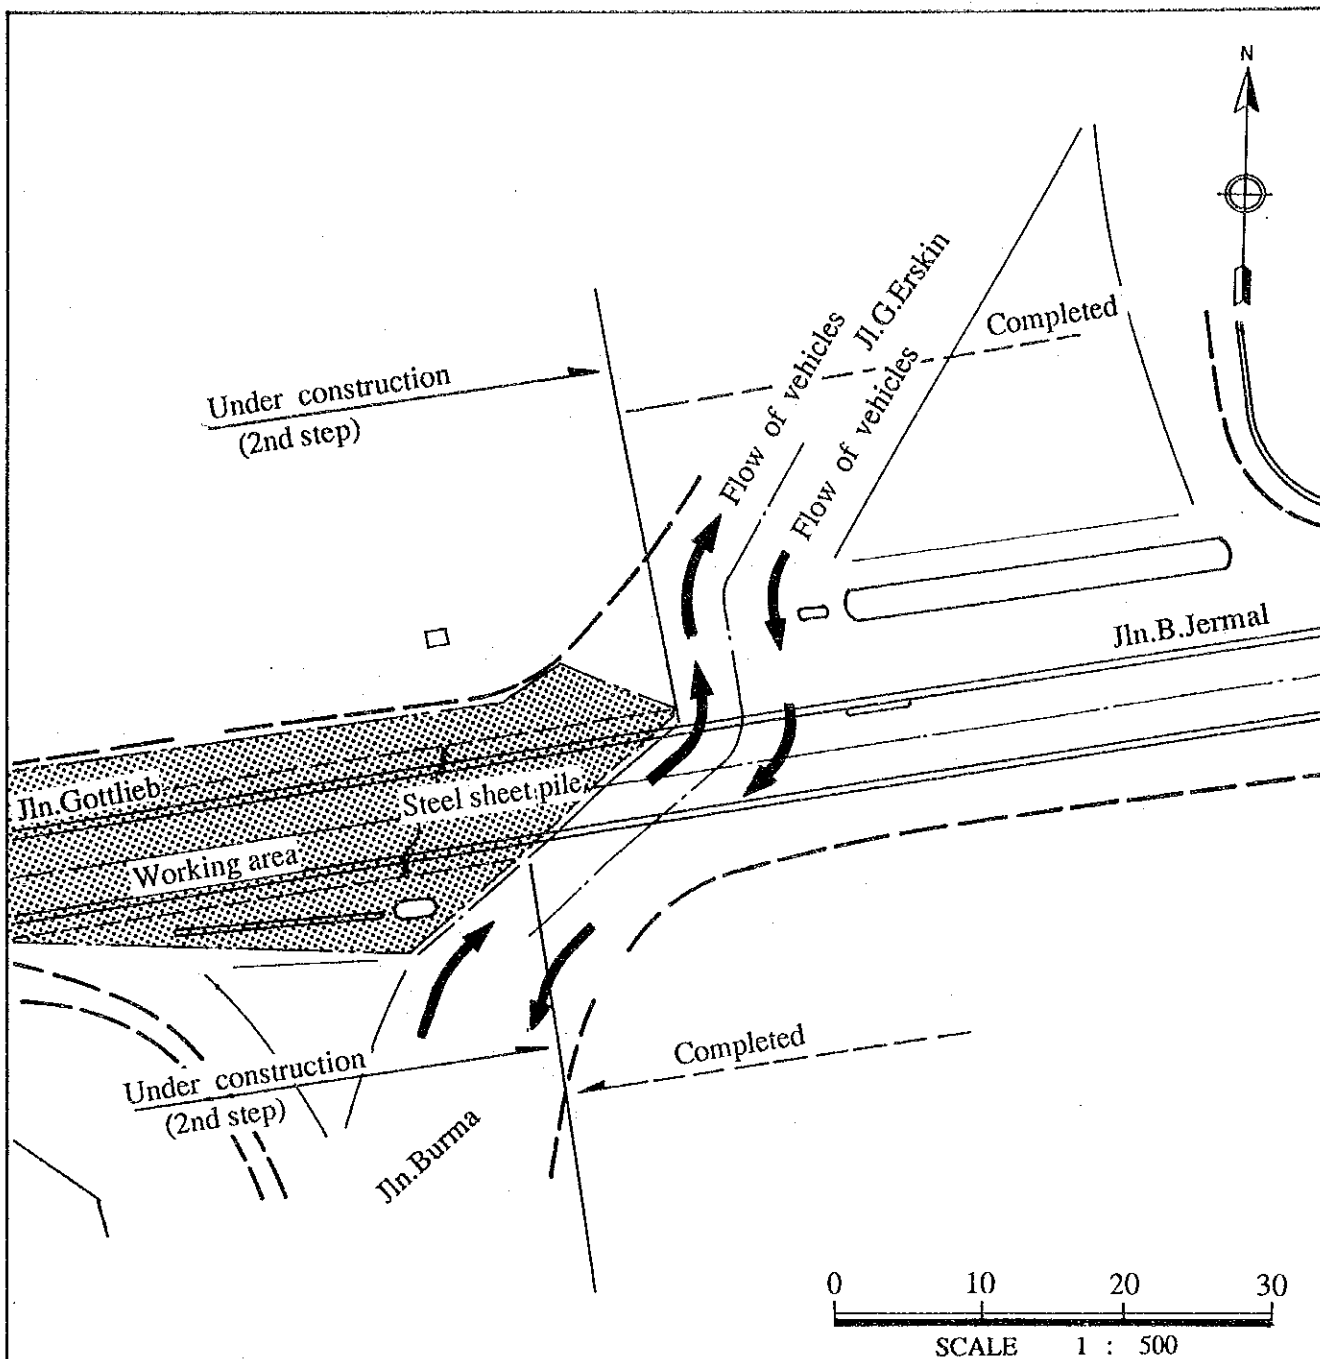 N
Jl.G.Erskin
Flow of vehicles
Flow of vehicles
Completed
Under construction
(2nd step)
Jln.B.Jermal
Jln.Gottlieb
Steel sheet pile
Working area
Completed
Under construction
(2nd step)
Jln.Burma
0 10 20 30
SCALE 1 : 500